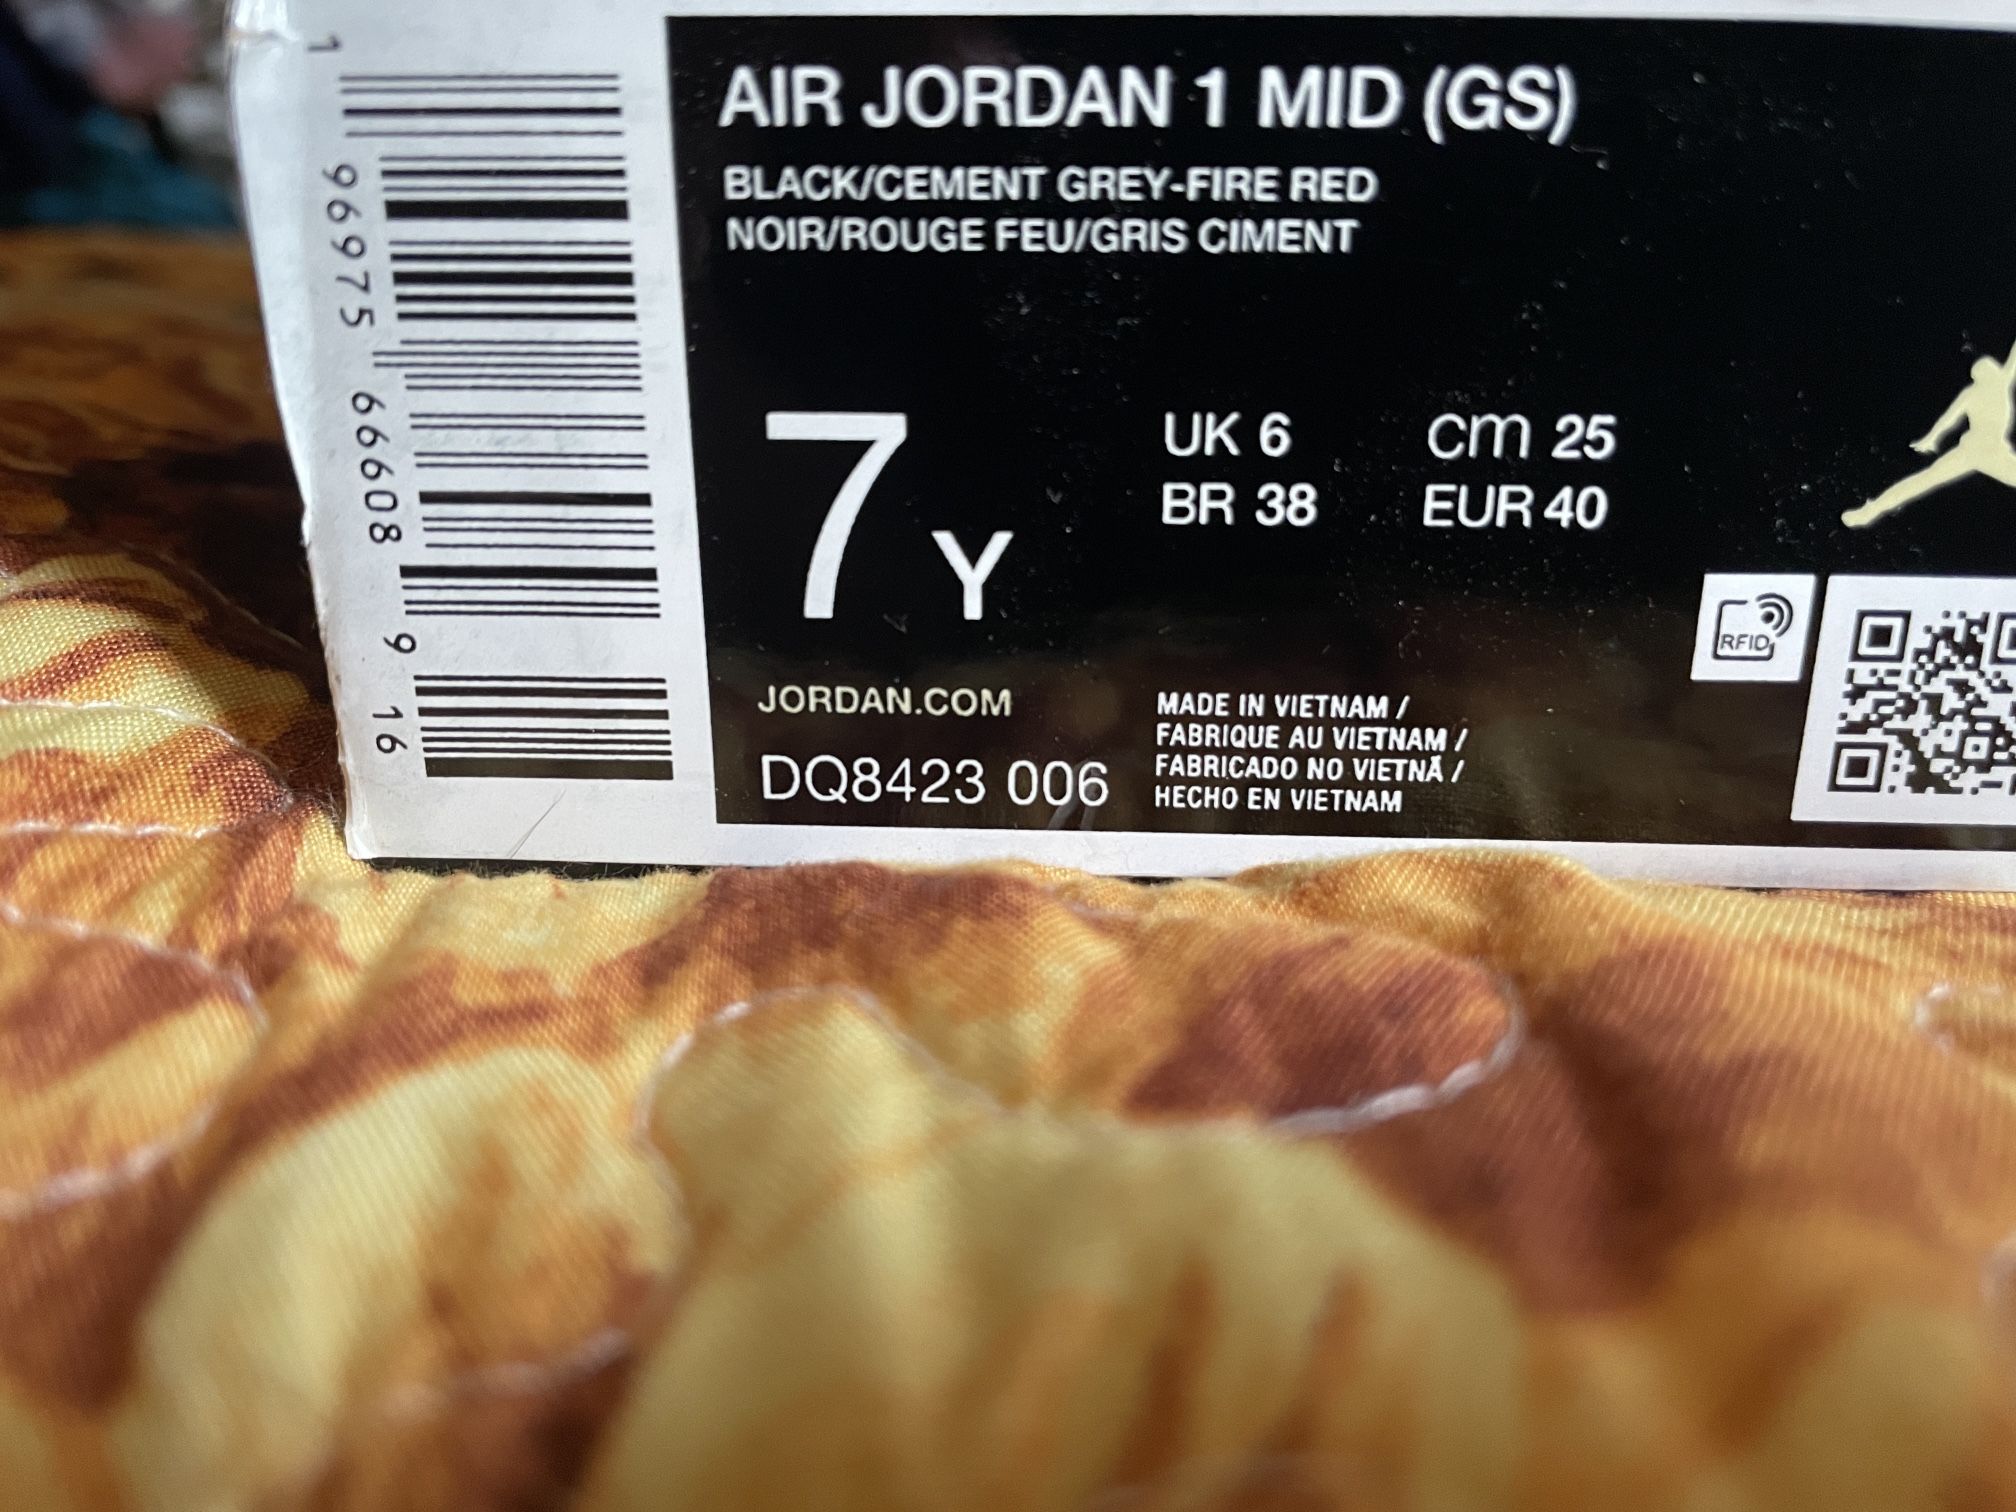 AIR JORDAN 1 MID (GS)
BLACK/CEMENT GREY-FIRE RED
NOIR/ROUGE FEU/GRIS CIMENT
7 Y
UK 6 CM 25
BR 38 EUR 40
RFID
JORDAN.COM
DQ8423 006
MADE IN VIETNAM /
FABRIQUE AU VIETNAM /
FABRICADO NO VIETNÃ /
HECHO EN VIETNAM
1 96975 66608 9 16